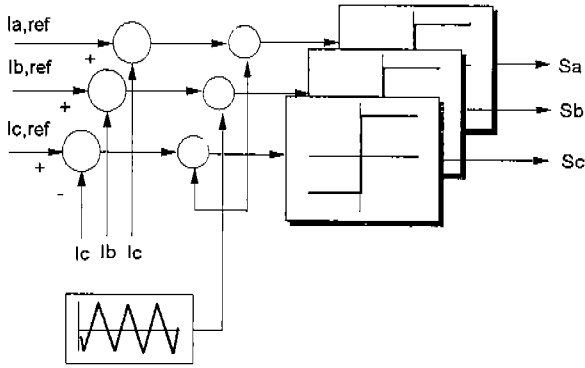 Ia,ref
+
Ib,ref
+
Ic,ref
+
-
Sa
Sb
Sc
Ic Ib Ic